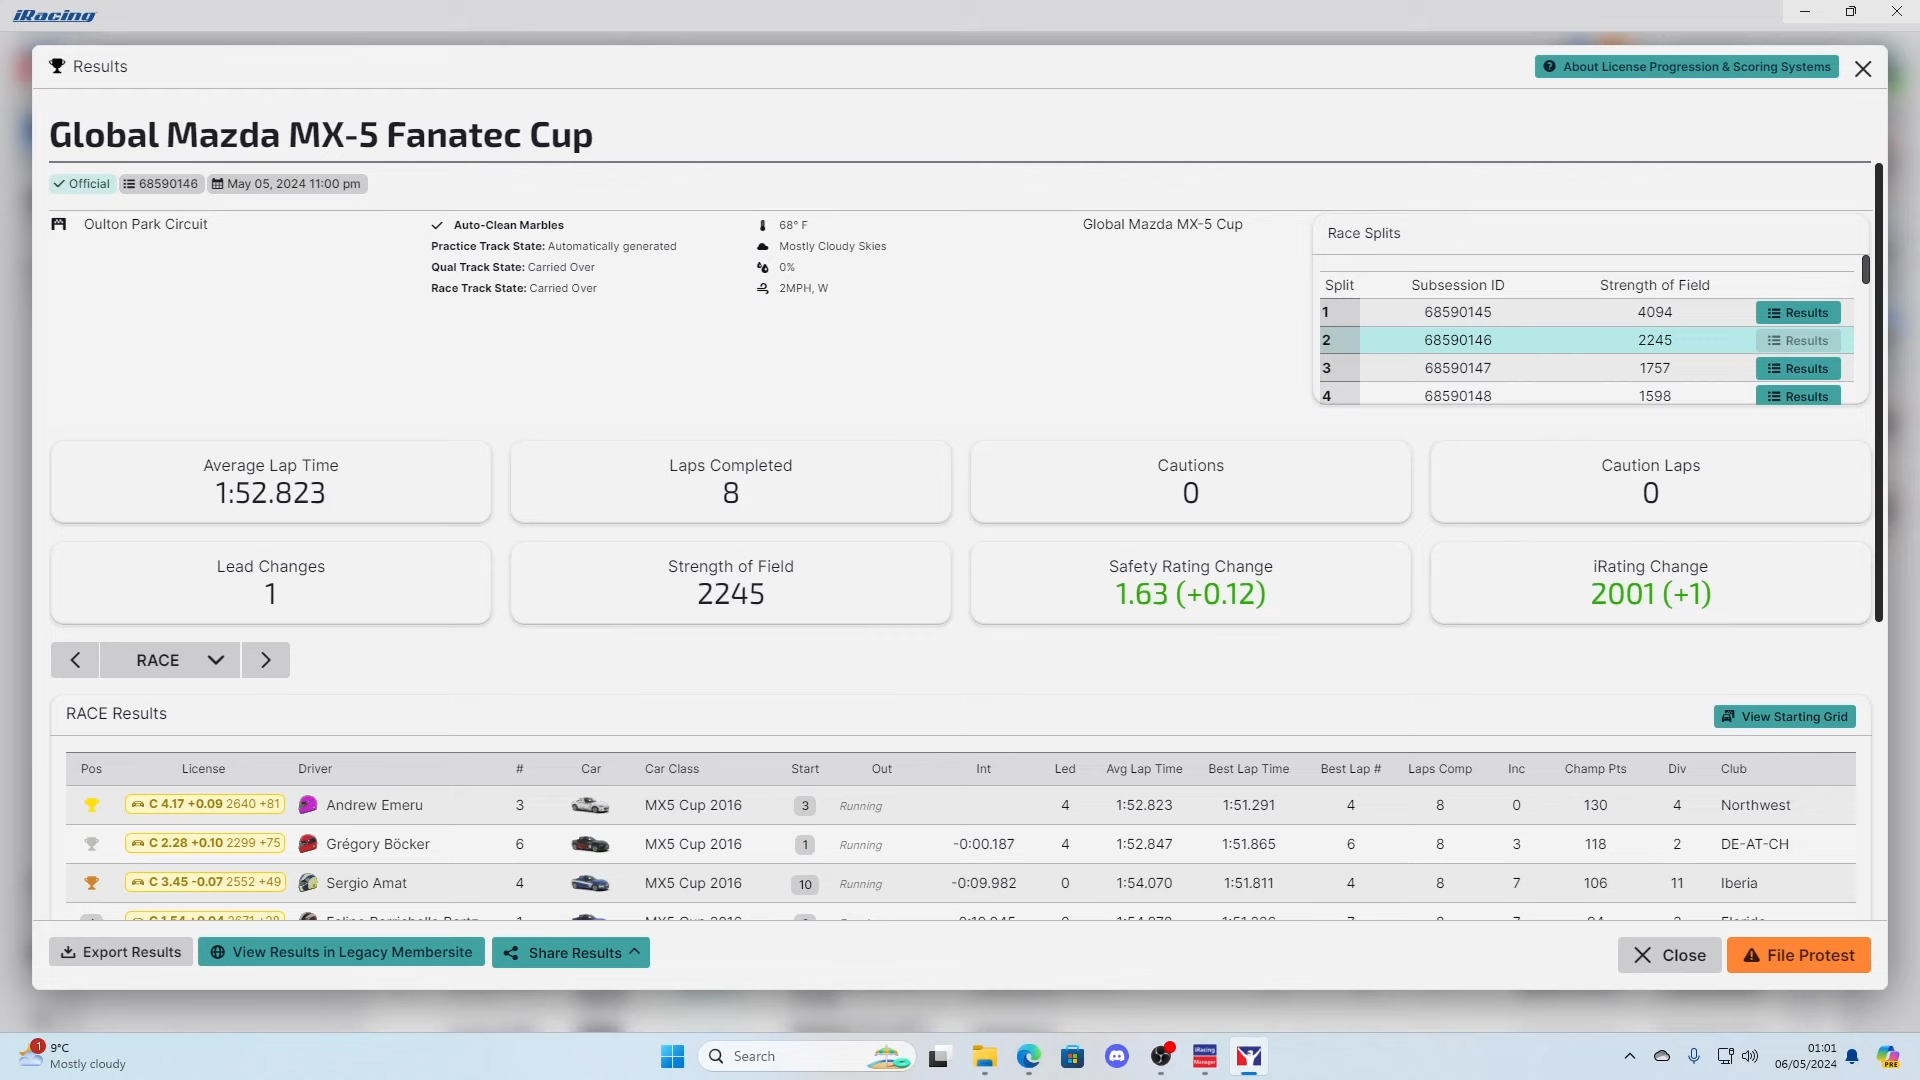 iRacing
Results
About License Progression & Scoring Systems
Global Mazda MX-5 Fanatec Cup
Official 68590146 May 05, 2024 11:00 pm
Oulton Park Circuit
Auto-Clean Marbles
Practice Track State: Automatically generated
Qual Track State: Carried Over
Race Track State: Carried Over
68° F
Mostly Cloudy Skies
0%
2MPH, W
Global Mazda MX-5 Cup
Race Splits
Split Subsession ID Strength of Field
1 68590145 4094 Results
2 68590146 2245 Results
3 68590147 1757 Results
4 68590148 1598 Results
Average Lap Time
1:52.823
Laps Completed
8
Cautions
0
Caution Laps
0
Lead Changes
1
Strength of Field
2245
Safety Rating Change
1.63 (+0.12)
iRating Change
2001 (+1)
RACE
RACE Results
View Starting Grid
Pos License Driver # Car Car Class Start Out Int Led Avg Lap Time Best Lap Time Best Lap # Laps Comp Inc Champ Pts Div Club
C 4.17 +0.09 2640 +81 Andrew Emeru 3 MX5 Cup 2016 3 Running 4 1:52.823 1:51.291 4 8 0 130 4 Northwest
C 2.28 +0.10 2299 +75 Grégory Böcker 6 MX5 Cup 2016 1 Running -0:00.187 4 1:52.847 1:51.865 6 8 3 118 2 DE-AT-CH
C 3.45 -0.07 2552 +49 Sergio Amat 4 MX5 Cup 2016 10 Running -0:09.982 0 1:54.070 1:51.811 4 8 7 106 11 Iberia
MX5 Cup 2016
Export Results
View Results in Legacy Membersite
Share Results
Close
File Protest
1
9°C
Mostly cloudy
Search
iRacing
Manager
01:01
06/05/2024
PRE